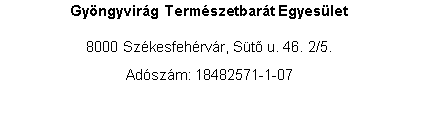 Gyöngyvirág Természetbarát Egyesület
8000 Székesfehérvár, Sütő u. 46. 2/5.
Adószám: 18482571-1-07